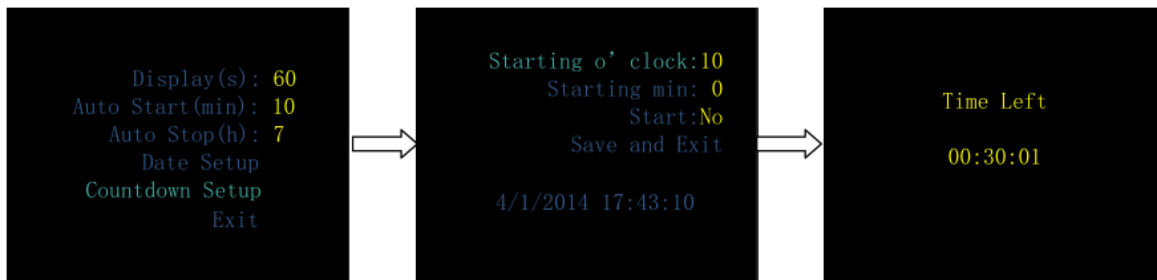 Display(s): 60
Auto Start(min): 10
Auto Stop(h): 7
Date Setup
Countdown Setup
Exit
Starting o' clock:10
Starting min: 0
Start:No
Save and Exit
4/1/2014 17:43:10
Time Left
00:30:01